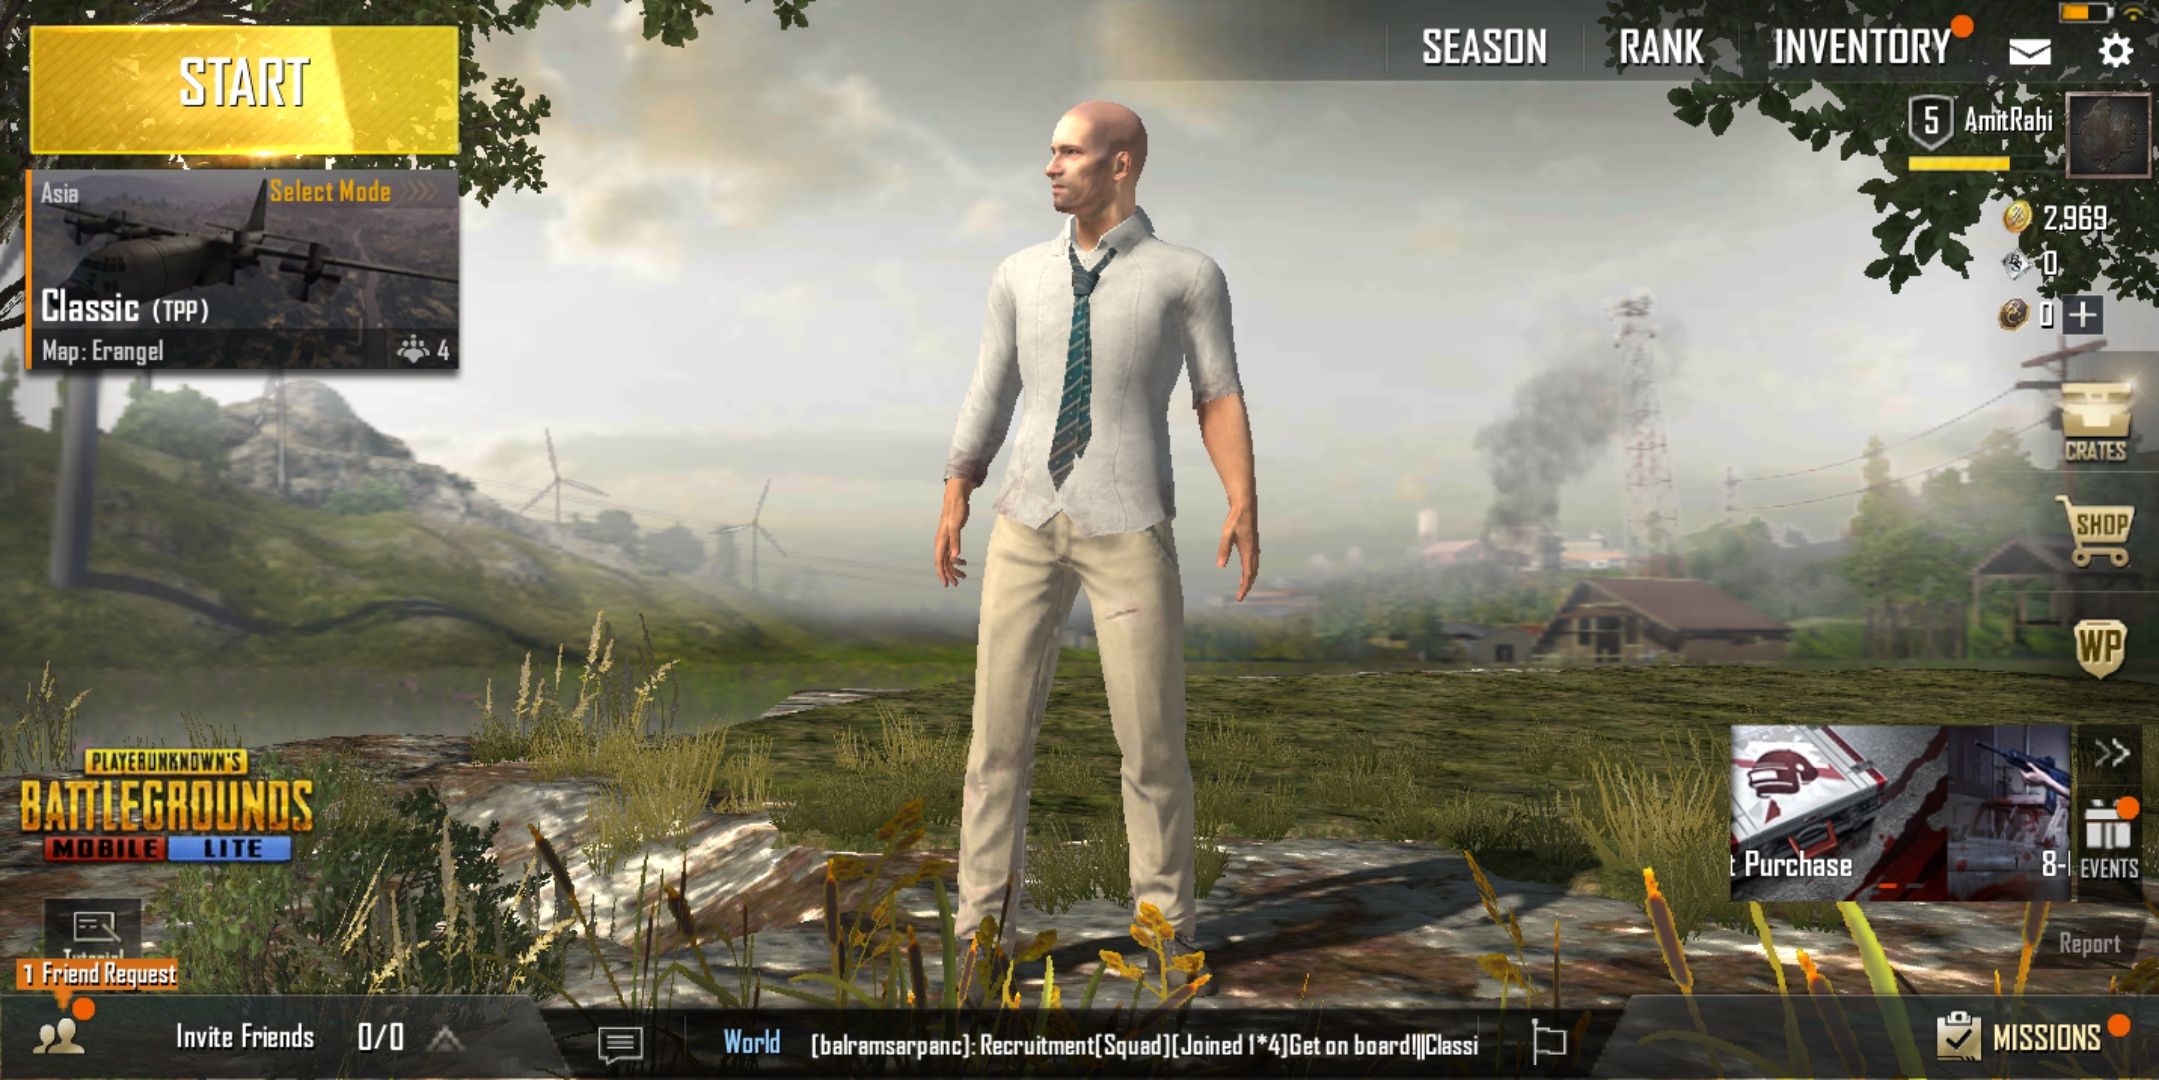 START
SEASON
RANK
INVENTORY
5
AmitRahi
Asia
Select Mode
Classic (TPP)
Map: Erangel
4
2,969
0
0
CRATES
SHOP
WP
PLAYERUNKNOWN'S
BATTLEGROUNDS
MOBILE LITE
t Purchase
8-
EVENTS
Report
Tutorial
1 Friend Request
Invite Friends
0/0
World
[balramsarpanc]: Recruitment[Squad][Joined 1*4]Get on board!||Classi
MISSIONS